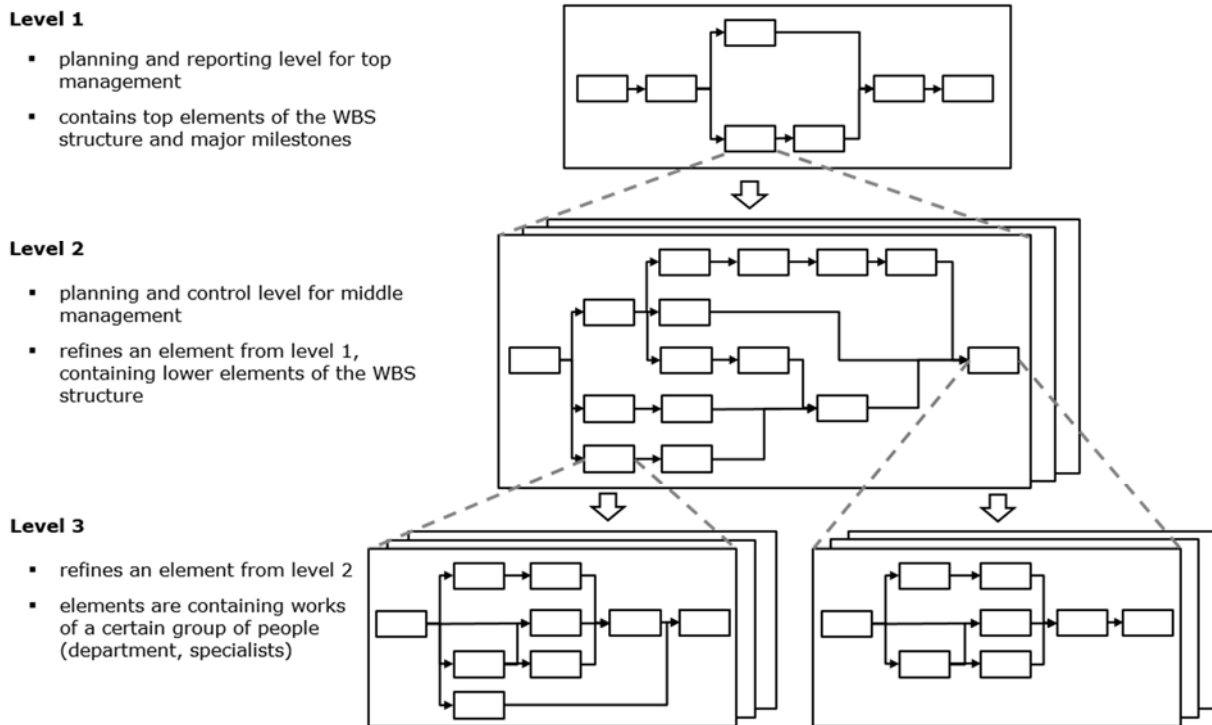 Level 1
▪ planning and reporting level for top
management
▪ contains top elements of the WBS
structure and major milestones
Level 2
▪ planning and control level for middle
management
▪ refines an element from level 1,
containing lower elements of the WBS
structure
Level 3
▪ refines an element from level 2
▪ elements are containing works
of a certain group of people
(department, specialists)